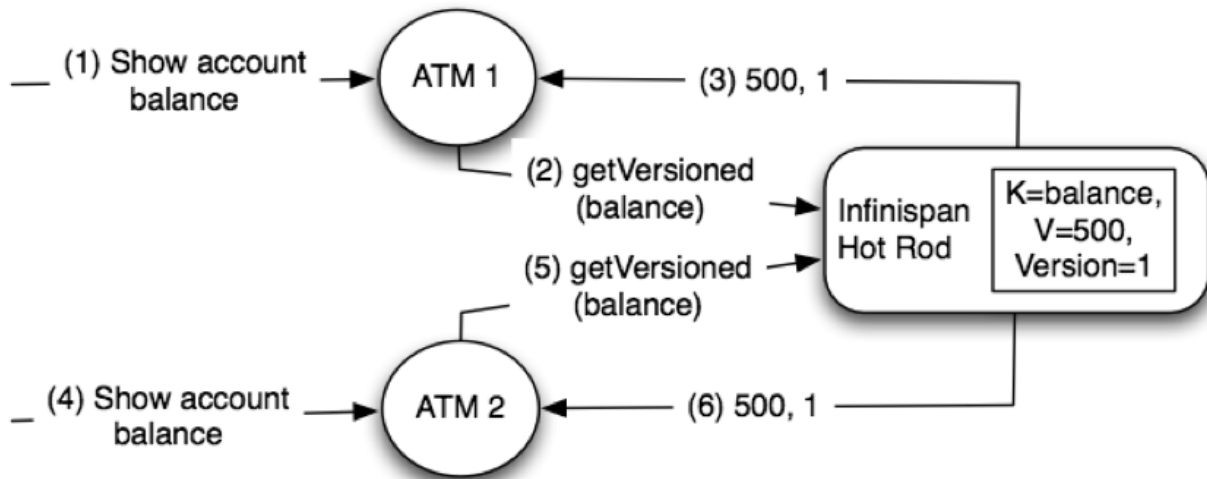 (1) Show account
balance
ATM 1
(3) 500, 1
(2) getVersioned
(balance)
Infinispan
Hot Rod
K=balance,
V=500,
Version=1
(5) getVersioned
(balance)
(4) Show account
balance
ATM 2
(6) 500, 1